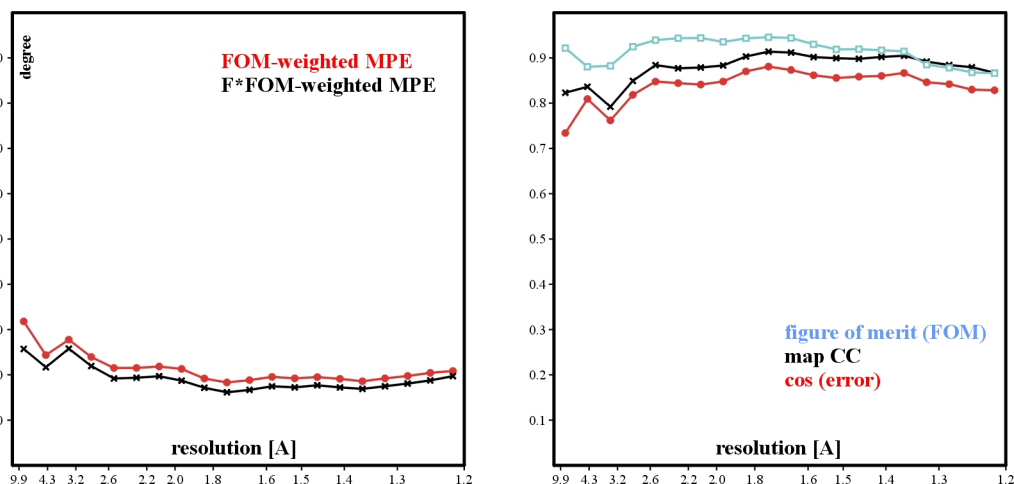 degree
FOM-weighted MPE
F*FOM-weighted MPE
resolution [A]
9.9 4.3 3.2 2.6 2.2 2.0 1.8 1.6 1.5 1.4 1.3 1.2
0.9
0.8
0.7
0.6
0.5
0.4
0.3
0.2
0.1
figure of merit (FOM)
map CC
cos (error)
resolution [A]
9.9 4.3 3.2 2.6 2.2 2.0 1.8 1.6 1.5 1.4 1.3 1.2